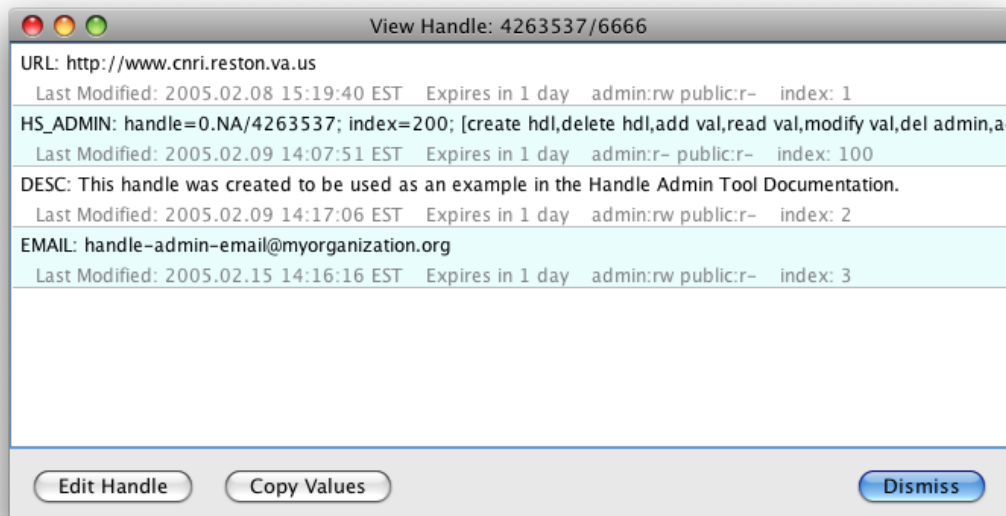 View Handle: 4263537/6666
URL: http://www.cnri.reston.va.us
Last Modified: 2005.02.08 15:19:40 EST Expires in 1 day admin:rw public:r- index: 1
HS_ADMIN: handle=0.NA/4263537; index=200; [create hdl,delete hdl,add val,read val,modify val,del admin,a
Last Modified: 2005.02.09 14:07:51 EST Expires in 1 day admin:r- public:r- index: 100
DESC: This handle was created to be used as an example in the Handle Admin Tool Documentation.
Last Modified: 2005.02.09 14:17:06 EST Expires in 1 day admin:rw public:r- index: 2
EMAIL: handle-admin-email@myorganization.org
Last Modified: 2005.02.15 14:16:16 EST Expires in 1 day admin:rw public:r- index: 3
Edit Handle Copy Values Dismiss